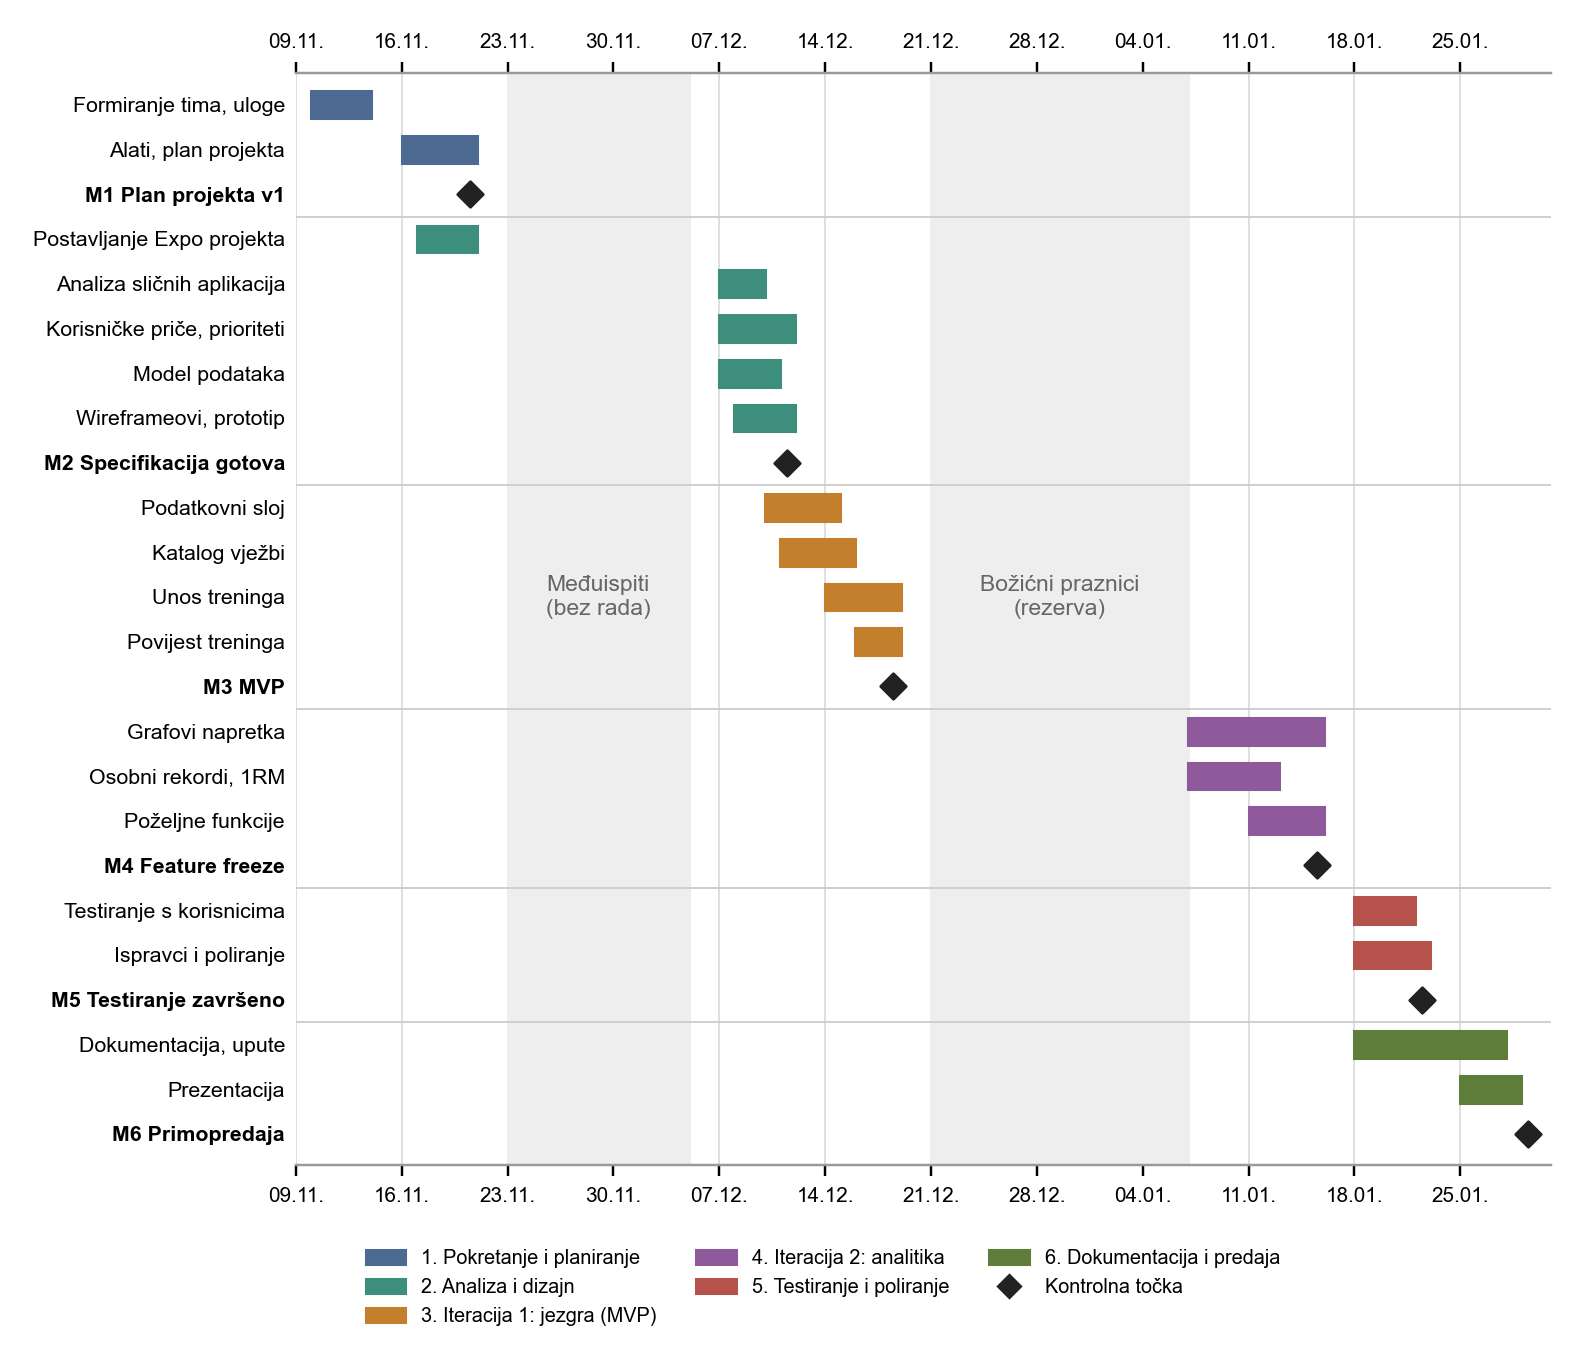 09.11. 16.11. 23.11. 30.11. 07.12. 14.12. 21.12. 28.12. 04.01. 11.01. 18.01. 25.01.
Formiranje tima, uloge
Alati, plan projekta
M1 Plan projekta v1
Postavljanje Expo projekta
Analiza sličnih aplikacija
Korisničke priče, prioriteti
Model podataka
Wireframeovi, prototip
M2 Specifikacija gotova
Podatkovni sloj
Katalog vježbi
Unos treninga
Povijest treninga
M3 MVP
Grafovi napretka
Osobni rekordi, 1RM
Poželjne funkcije
M4 Feature freeze
Testiranje s korisnicima
Ispravci i poliranje
M5 Testiranje završeno
Dokumentacija, upute
Prezentacija
M6 Primopredaja
Međuispiti
(bez rada)
Božićni praznici
(rezerva)
09.11. 16.11. 23.11. 30.11. 07.12. 14.12. 21.12. 28.12. 04.01. 11.01. 18.01. 25.01.
1. Pokretanje i planiranje
2. Analiza i dizajn
3. Iteracija 1: jezgra (MVP)
4. Iteracija 2: analitika
5. Testiranje i poliranje
6. Dokumentacija i predaja
Kontrolna točka